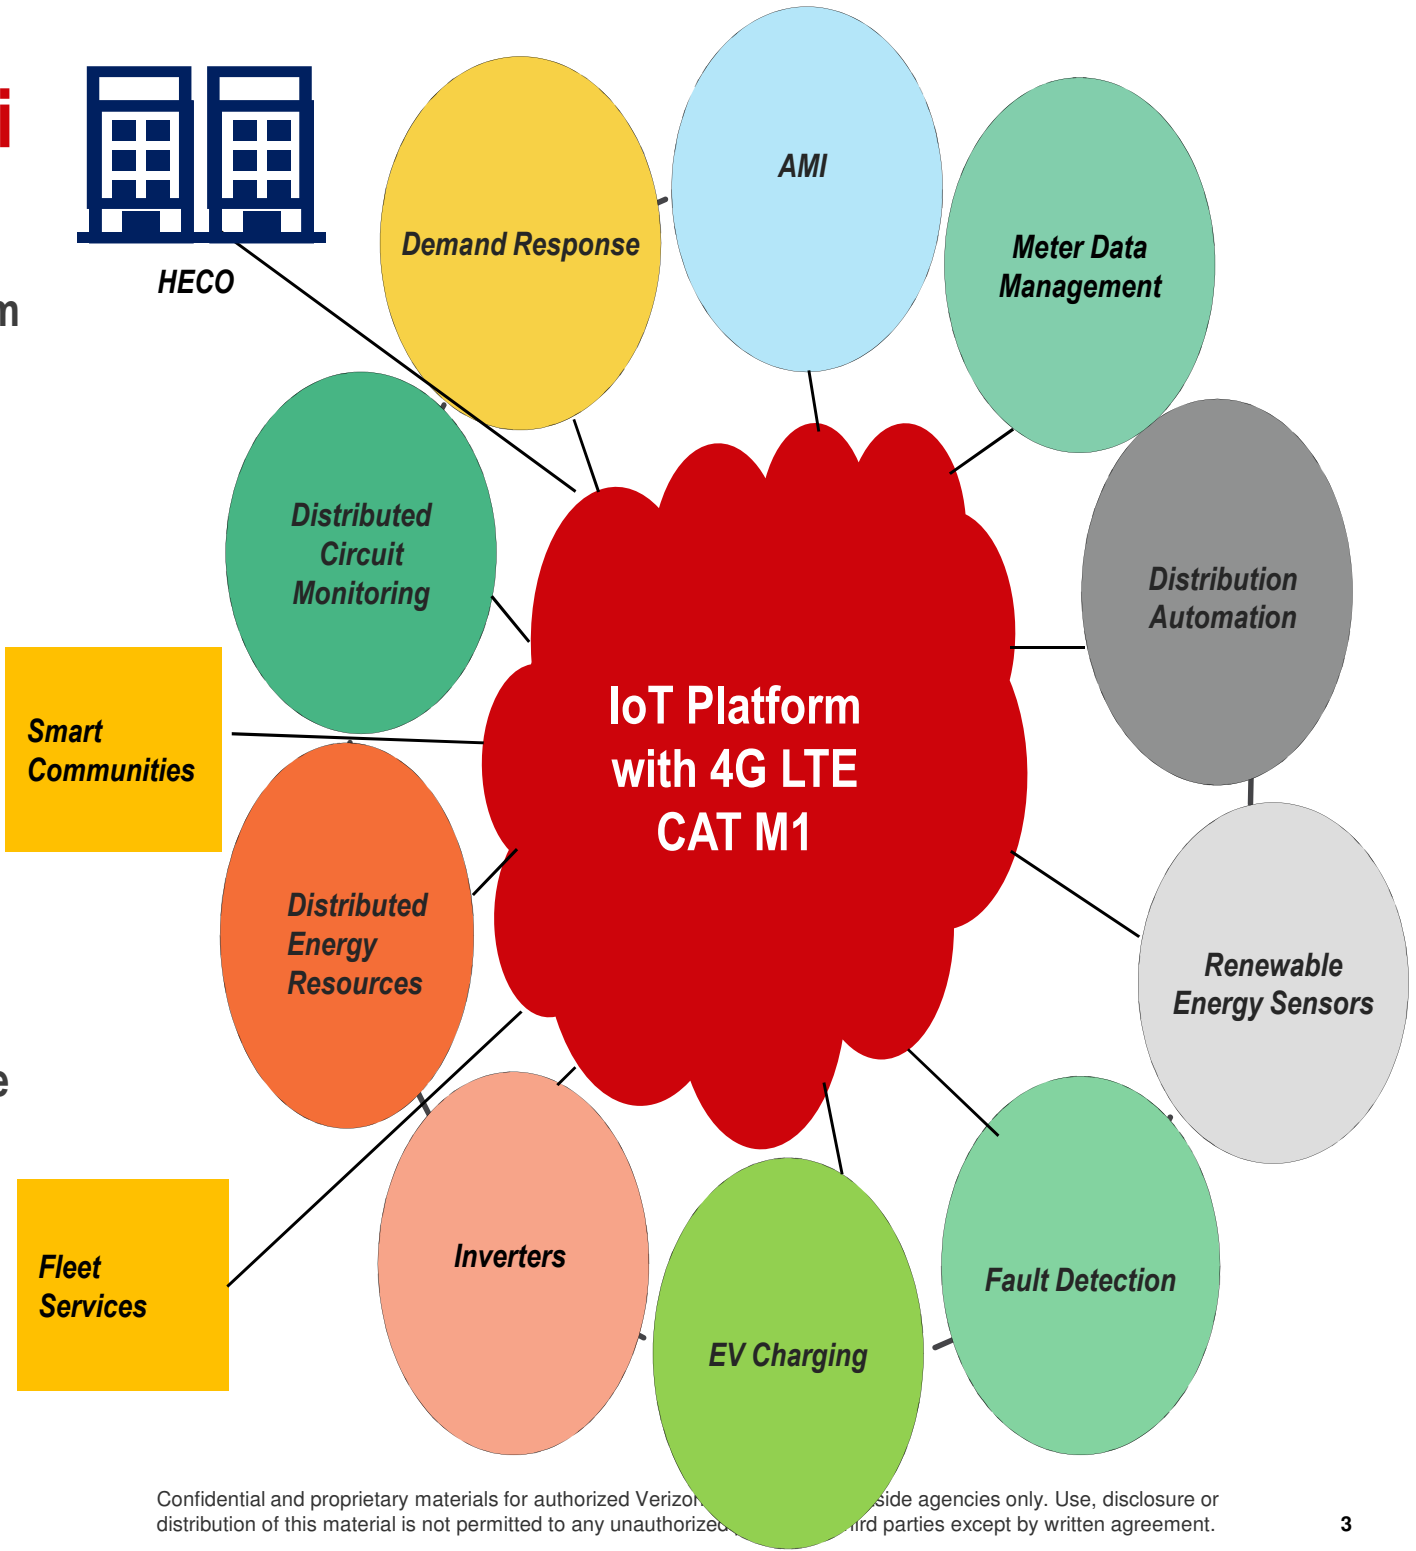 i
HECO
m
Demand Response
AMI
Meter Data
Management
Distributed
Circuit
Monitoring
Distribution
Automation
Smart
Communities
IoT Platform
with 4G LTE
CAT M1
Distributed
Energy
Resources
Renewable
Energy Sensors
e
Fleet
Services
Inverters
EV Charging
Fault Detection
Confidential and proprietary materials for authorized side agencies only. Use, disclosure or
distribution of this material is not permitted to any unauthorized parties except by written agreement.
3